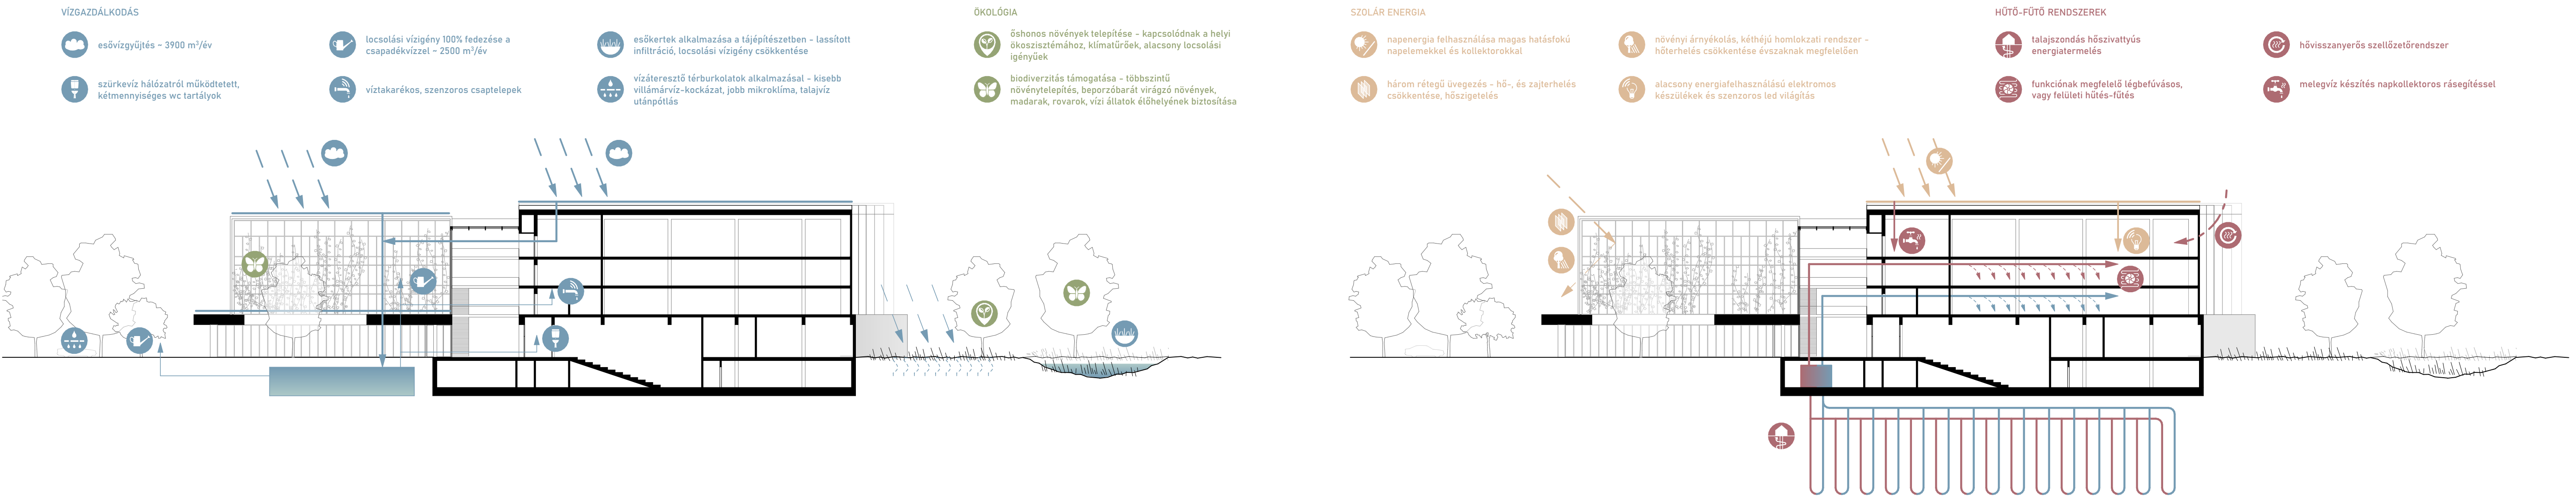 VÍZGAZDÁLKODÁS
esővízgyűjtés ~ 3900 m³/év
szürkevíz hálózatról működtetett,
kétmennyiséges wc tartályok
locsolási vízigény 100% fedezése a
csapadékvízzel ~ 2500 m³/év
víztakarékos, szenzoros csaptelepek
esőkertek alkalmazása a tájépítészetben - lassított
infiltráció, locsolási vízigény csökkentése
vízáteresztő térburkolatok alkalmazásal - kisebb
villámárvíz-kockázat, jobb mikroklíma, talajvíz
utánpótlás
ÖKOLÓGIA
őshonos növények telepítése - kapcsolódnak a helyi
ökoszisztémához, klímatűrőek, alacsony locsolási
igényűek
biodiverzitás támogatása - többszintű
növénytelepítés, beporzóbarát virágzó növények,
madarak, rovarok, vízi állatok élőhelyének biztosítása
SZOLÁR ENERGIA
napenergia felhasználása magas hatásfokú
napelemekkel és kollektorokkal
három rétegű üvegezés - hő-, és zajterhelés
csökkentése, hőszigetelés
növényi árnyékolás, kéthéjú homlokzati rendszer -
hőterhelés csökkentése évszaknak megfelelően
alacsony energiafelhasználású elektromos
készülékek és szenzoros led világítás
HŰTŐ-FŰTŐ RENDSZEREK
talajszondás hőszivattyús
energiatermelés
funkciónak megfelelő légbefúvásos,
vagy felületi hűtés-fűtés
hővisszanyerős szellőzetőrendszer
melegvíz készítés napkollektoros rásegítéssel